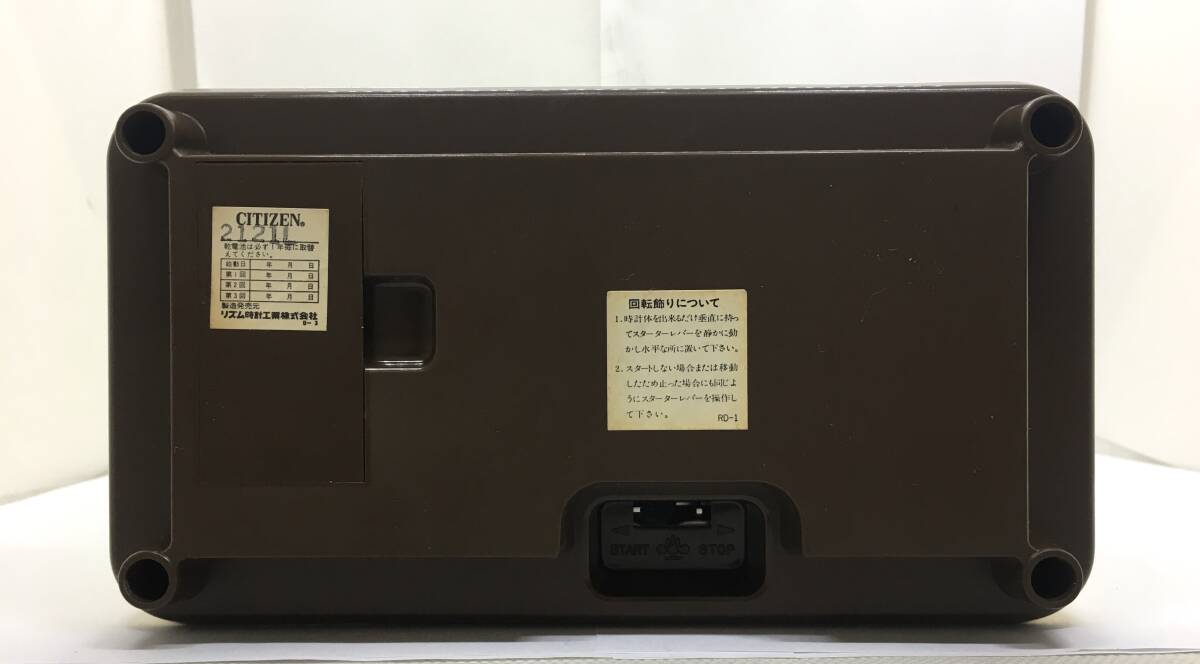 CITIZEN®
2121L
乾電池は必ず1年毎に取替
えてください。
始動日 年 月 日
第1回 年 月 日
第2回 年 月 日
第3回 年 月 日
製造発売元
リズム時計工業株式会社
回転飾りについて
1. 時計体を出来るだけ垂直に持っ
てスターターレバーを静かに動
かし水平な所に置いて下さい。
2. スタートしない場合または移動
したため止った場合にも同じよ
うにスターターレバーを操作し
て下さい。
RD-1
START STOP